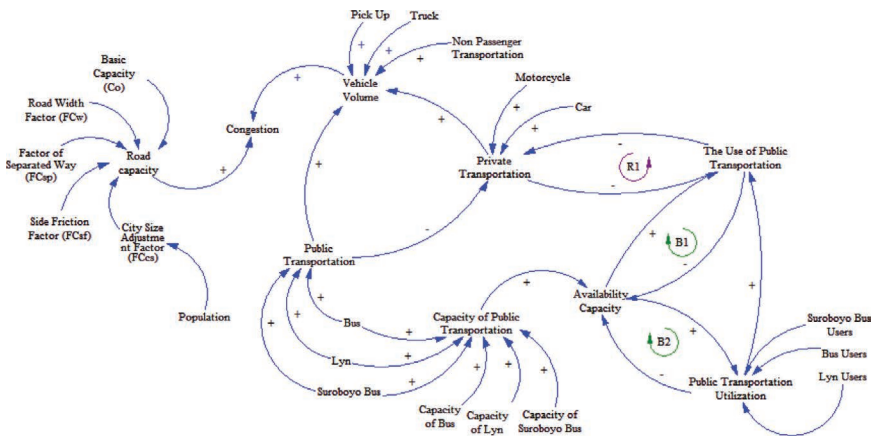 Pick Up
Truck
Non Passenger
Transportation
Basic
Capacity
(Co)
Vehicle
Volume
Road Width
Factor (FCw)
Congestion
Motorcycle
Car
Factor of
Separated Way
(FCsp)
Road
capacity
Private
Transportation
The Use of Public
Transportation
R1
Side Friction
Factor (FCsf)
City Size
Adjustme
nt Factor
(FCcs)
Public
Transportation
B1
Population
Bus
Capacity of Public
Transportation
Availability
Capacity
Lyn
Suroboyo Bus
B2
Suroboyo Bus
Users
Bus Users
Lyn Users
Public Transportation
Utilization
Capacity
of Bus
Capacity
of Lyn
Capacity of
Suroboyo Bus
+
+
+
+
+
+
+
+
+
+
-
-
-
+
-
+
+
+
+
+
+
+
+
+
+
+
+
-